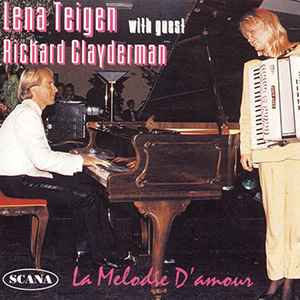 Lena Teigen
with guest
Richard Clayderman
SCANA
La Melodie D'amour